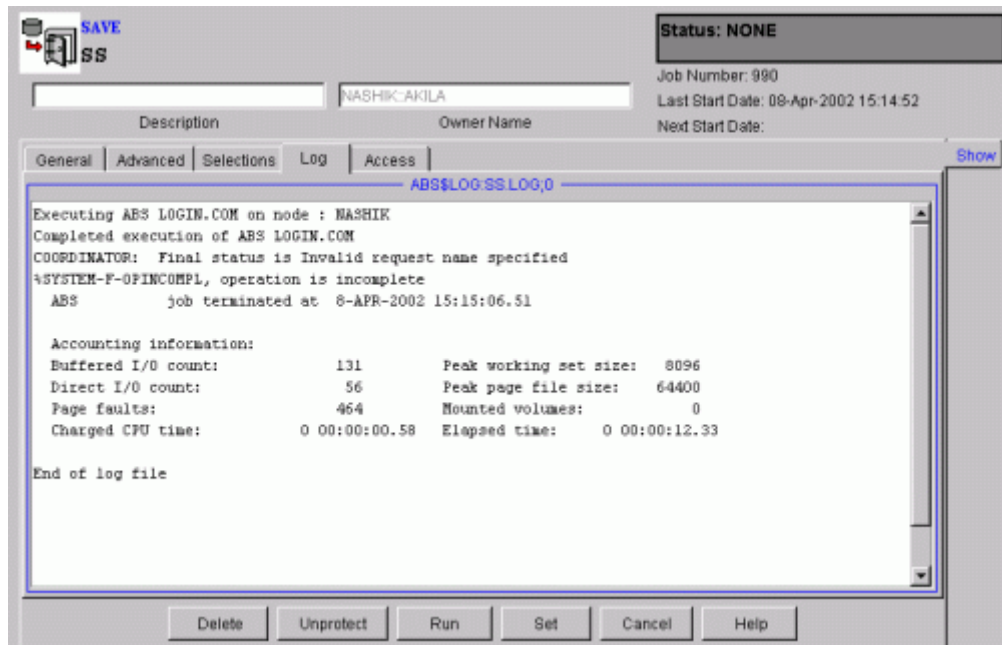 SAVE
SS
Status: NONE
Job Number: 990
Last Start Date: 08-Apr-2002 15:14:52
Next Start Date:
NASHIK::AKILA
Description
Owner Name
General Advanced Selections Log Access
Show
ABS$LOG:SS.LOG;0
Executing ABS LOGIN.COM on node : NASHIK
Completed execution of ABS LOGIN.COM
COORDINATOR: Final status is Invalid request name specified
%SYSTEM-F-OPINCOMPL, operation is incomplete
ABS job terminated at 8-APR-2002 15:15:06.51
Accounting information:
Buffered I/O count: 131 Peak working set size: 8096
Direct I/O count: 56 Peak page file size: 64400
Page faults: 464 Mounted volumes: 0
Charged CPU time: 0 00:00:00.58 Elapsed time: 0 00:00:12.33
End of log file
Delete Unprotect Run Set Cancel Help